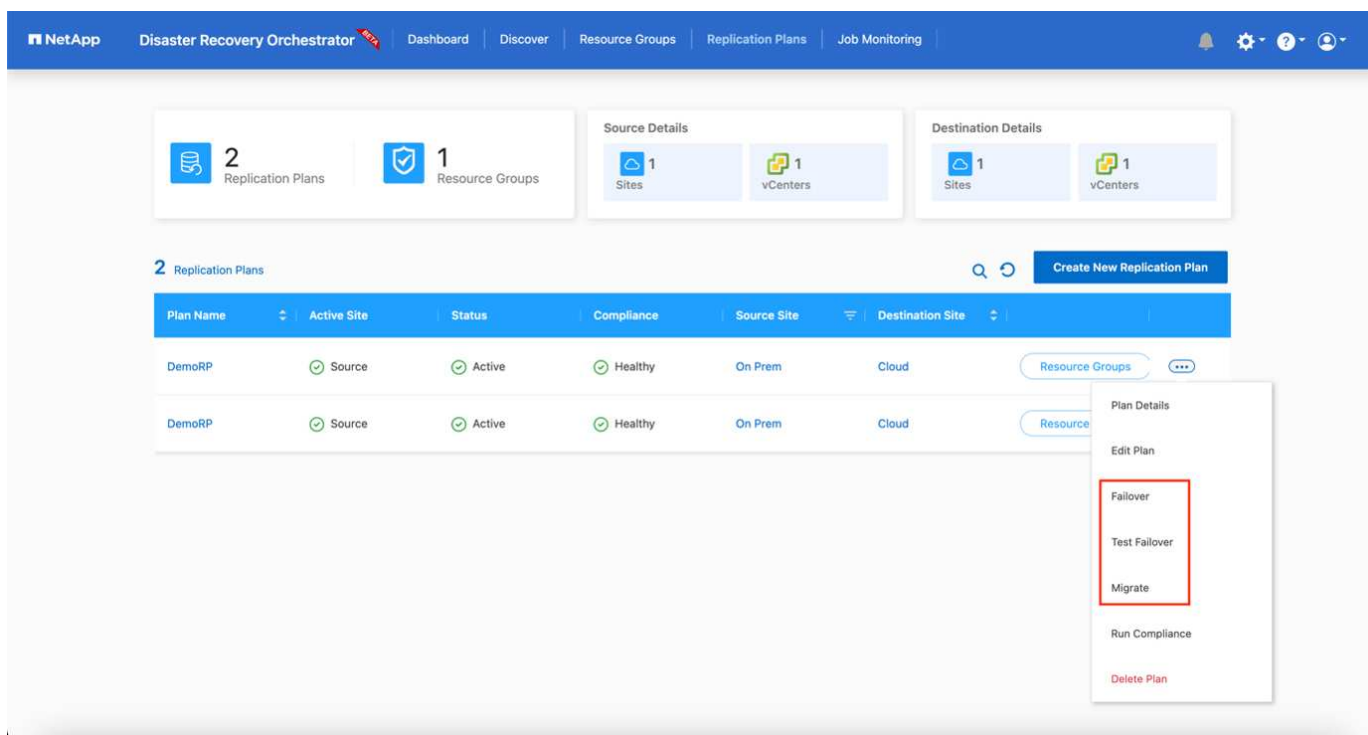 NetApp Disaster Recovery Orchestrator BETA Dashboard Discover Resource Groups Replication Plans Job Monitoring
Source Details Destination Details
2 Replication Plans 1 Resource Groups 1 Sites 1 vCenters 1 Sites 1 vCenters
2 Replication Plans Create New Replication Plan
Plan Name Active Site Status Compliance Source Site Destination Site
DemoRP Source Active Healthy On Prem Cloud Resource Groups
DemoRP Source Active Healthy On Prem Cloud Resource
Plan Details
Edit Plan
Failover
Test Failover
Migrate
Run Compliance
Delete Plan